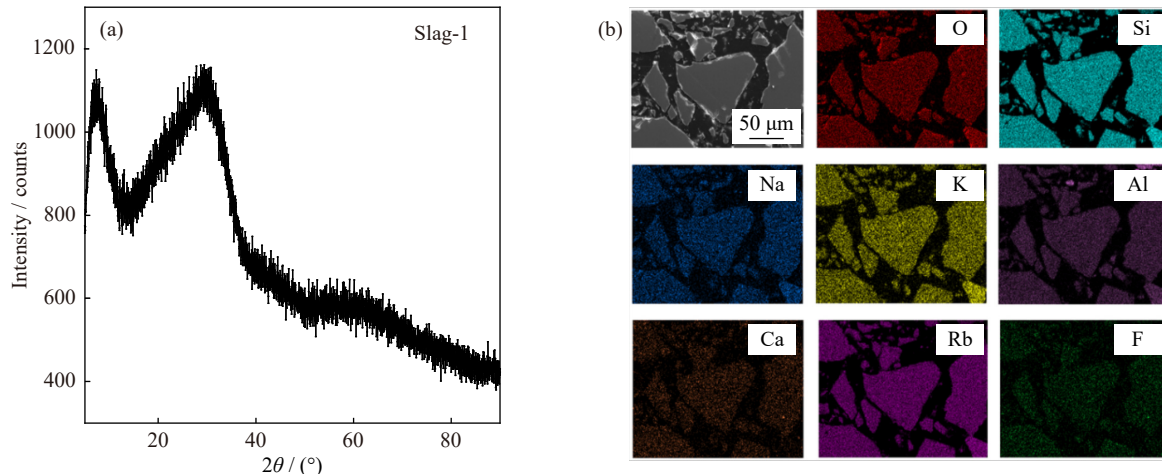 (a)
Slag-1
Intensity / counts
1200
1000
800
600
400
20
40
60
80
2θ / (°)
(b)
50 μm
O
Si
Na
K
Al
Ca
Rb
F